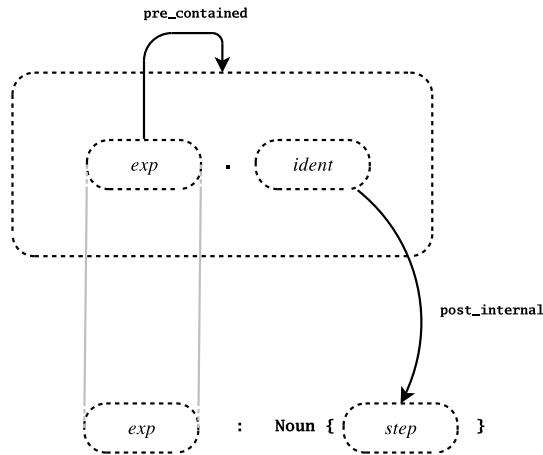 pre_contained
exp . ident
post_internal
exp : Noun { step }